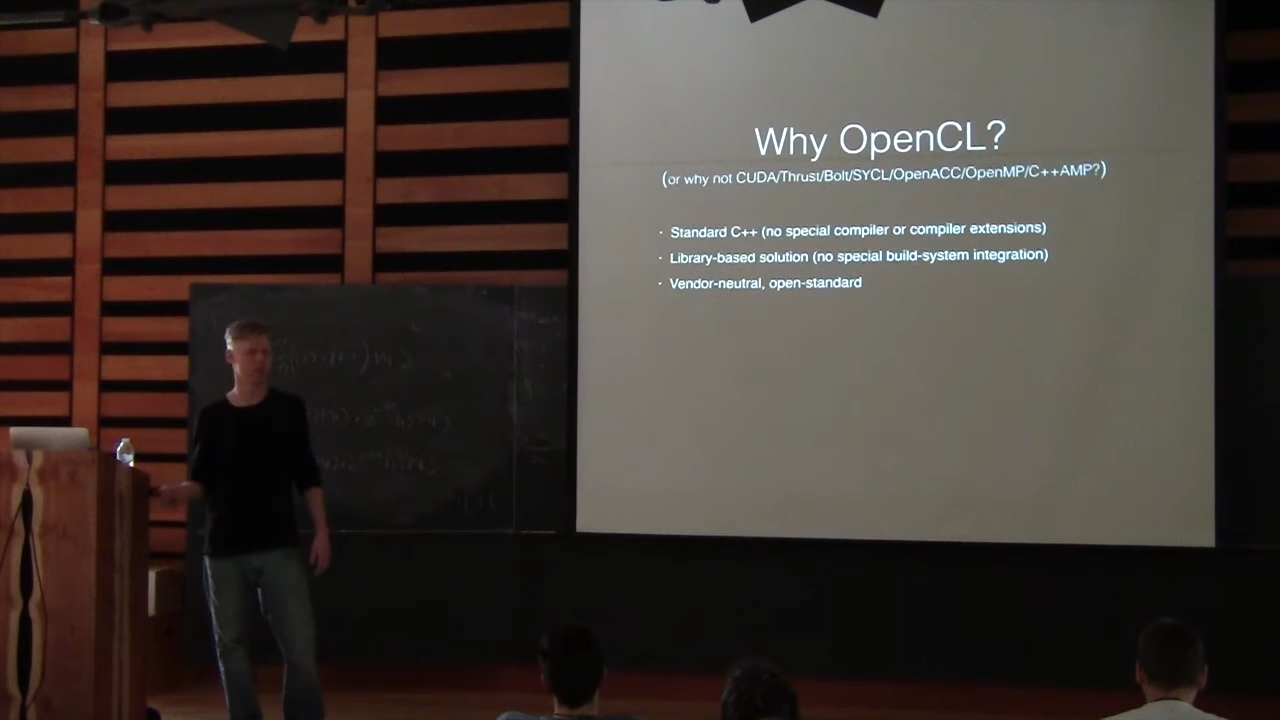 Why OpenCL?
(or why not CUDA/Thrust/Bolt/SYCL/OpenACC/OpenMP/C++AMP?)
· Standard C++ (no special compiler or compiler extensions)
· Library-based solution (no special build-system integration)
· Vendor-neutral, open-standard